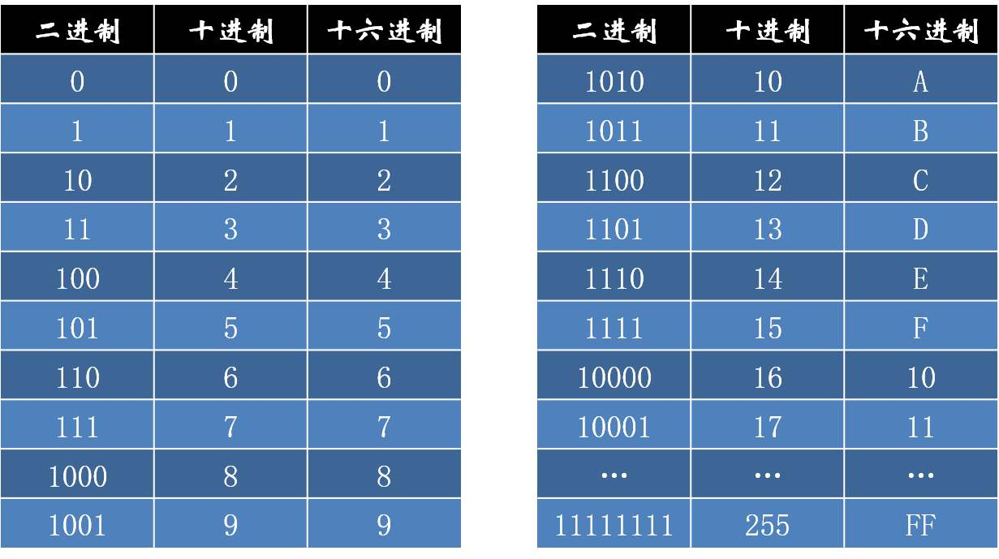 二进制 十进制 十六进制
0 0 0
1 1 1
10 2 2
11 3 3
100 4 4
101 5 5
110 6 6
111 7 7
1000 8 8
1001 9 9
二进制 十进制 十六进制
1010 10 A
1011 11 B
1100 12 C
1101 13 D
1110 14 E
1111 15 F
10000 16 10
10001 17 11
… … …
11111111 255 FF